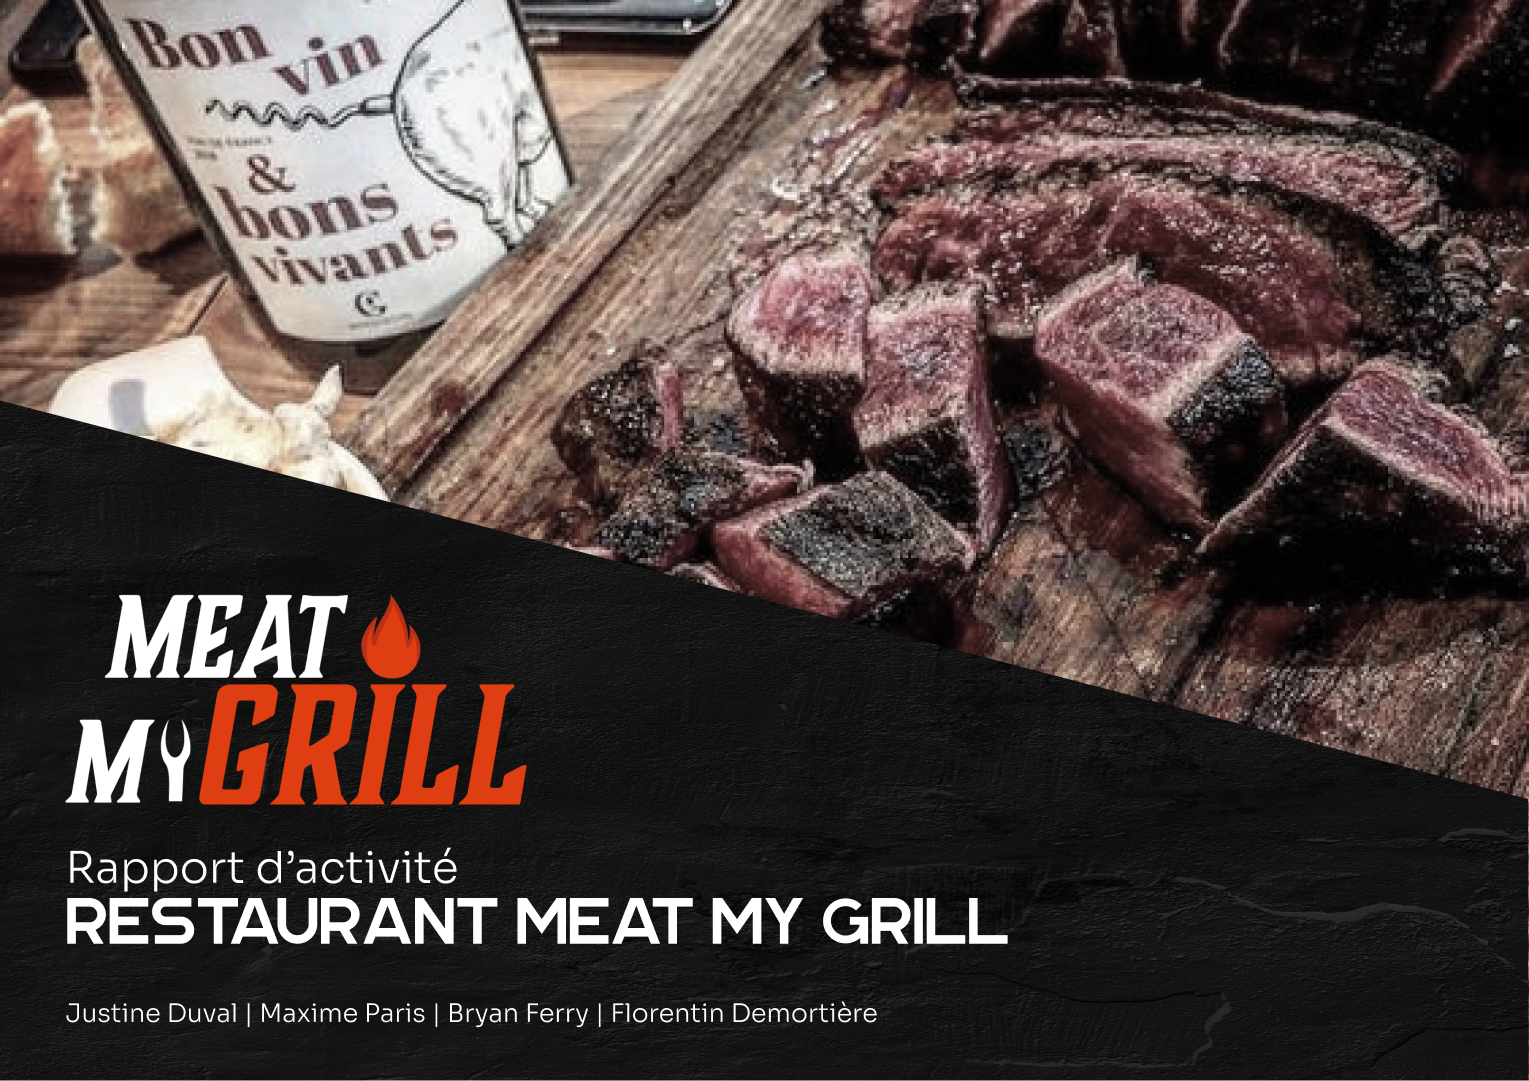 Bon
vin
&
bons
vivants
MEAT
MY GRILL
Rapport d’activité
RESTAURANT MEAT MY GRILL
Justine Duval | Maxime Paris | Bryan Ferry | Florentin Demortière